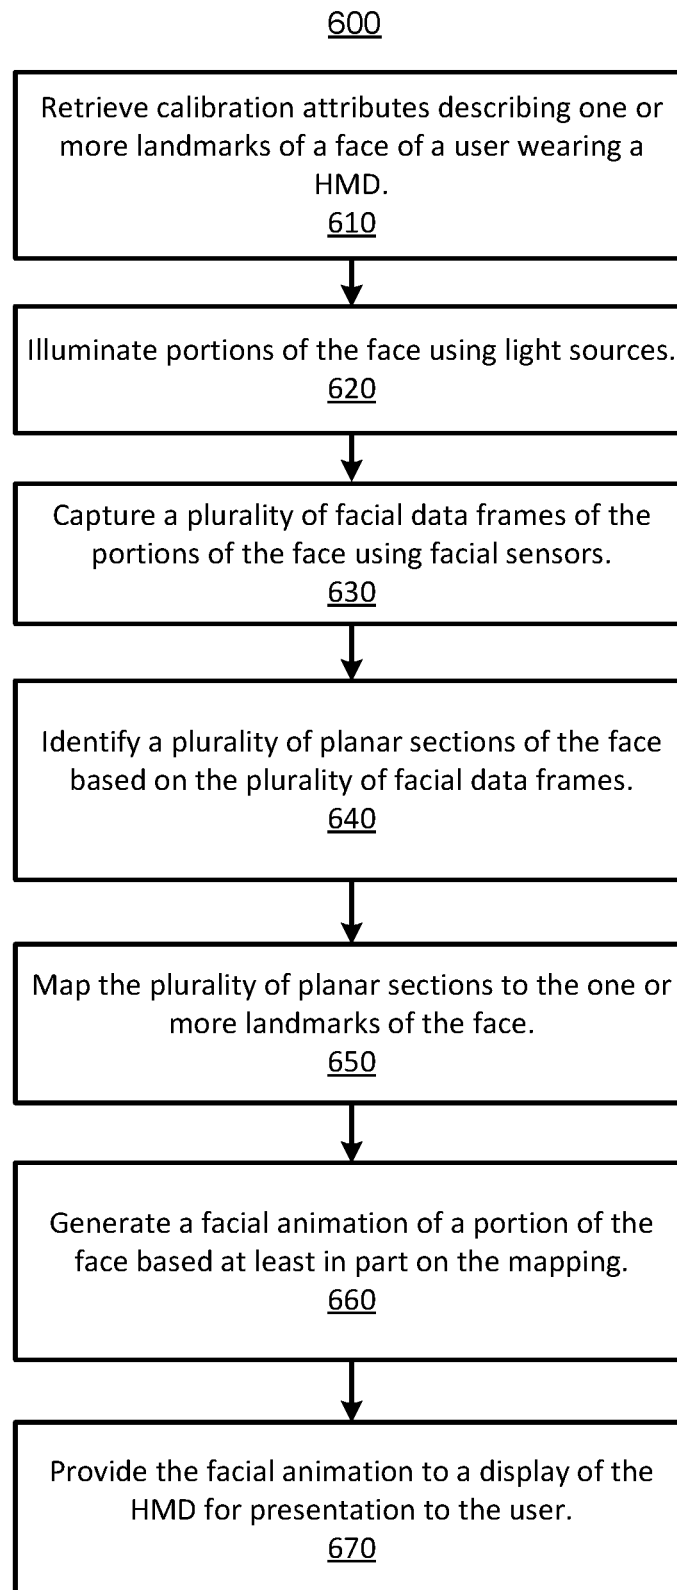 600
Retrieve calibration attributes describing one or
more landmarks of a face of a user wearing a
HMD.
610
Illuminate portions of the face using light sources.
620
Capture a plurality of facial data frames of the
portions of the face using facial sensors.
630
Identify a plurality of planar sections of the face
based on the plurality of facial data frames.
640
Map the plurality of planar sections to the one or
more landmarks of the face.
650
Generate a facial animation of a portion of the
face based at least in part on the mapping.
660
Provide the facial animation to a display of the
HMD for presentation to the user.
670